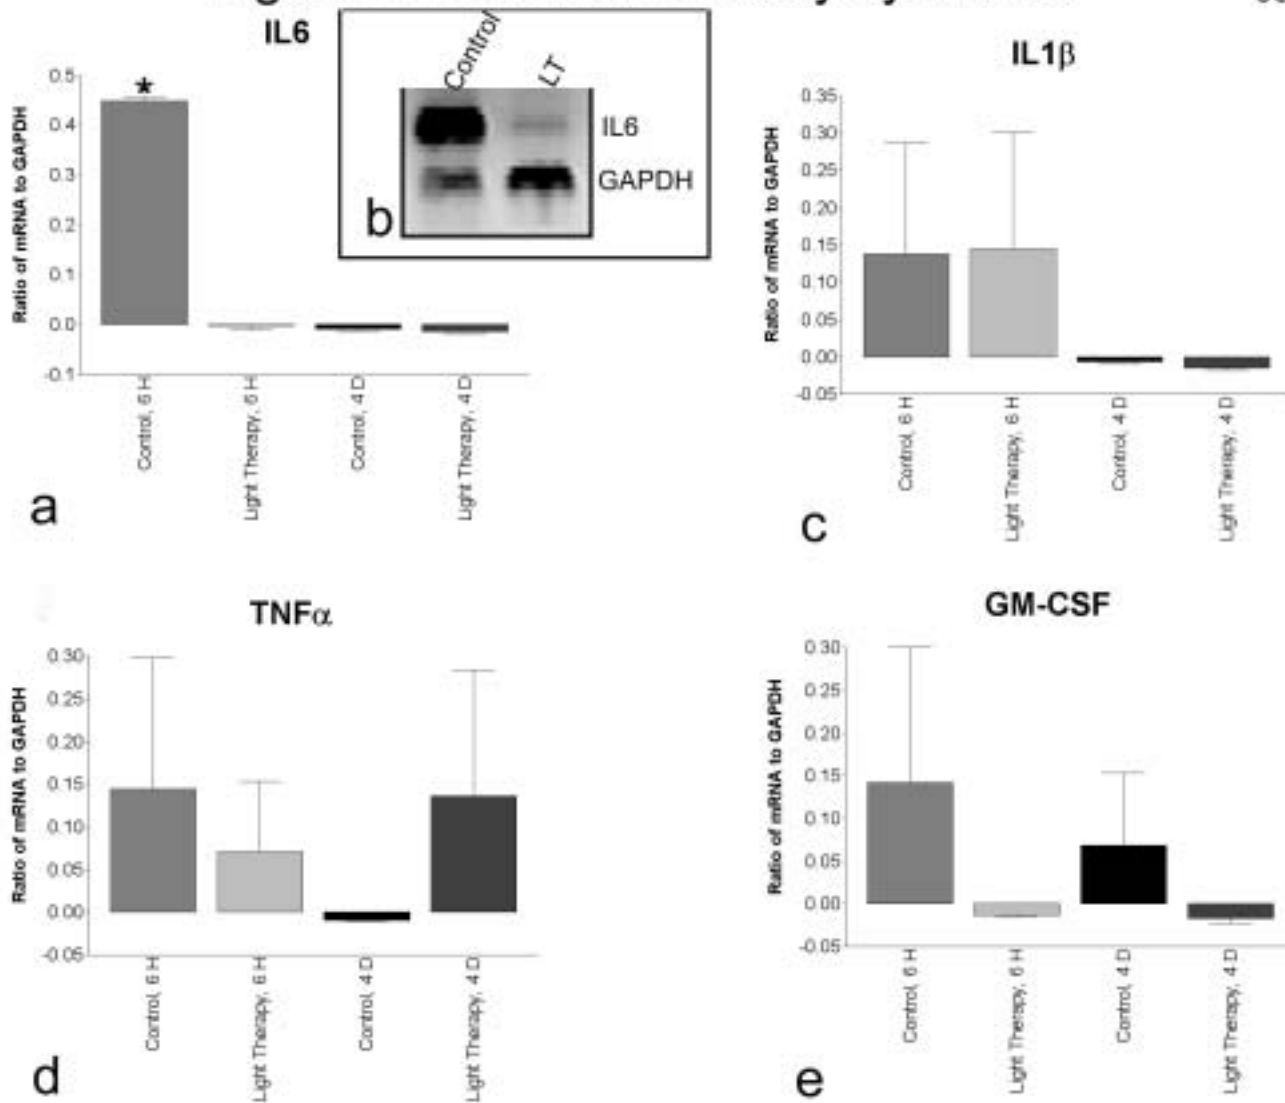 IL6
Ratio of mRNA to GAPDH
0.5
0.4
0.3
0.2
0.1
0.0
-0.1
*
Control, 6 H
Light Therapy, 6 H
Control, 4 D
Light Therapy, 4 D
a
Control
LT
IL6
GAPDH
b
IL1β
Ratio of mRNA to GAPDH
0.35
0.30
0.25
0.20
0.15
0.10
0.05
0.00
-0.05
Control, 6 H
Light Therapy, 6 H
Control, 4 D
Light Therapy, 4 D
c
TNFα
Ratio of mRNA to GAPDH
0.30
0.25
0.20
0.15
0.10
0.05
0.00
-0.05
Control, 6 H
Light Therapy, 6 H
Control, 4 D
Light Therapy, 4 D
d
GM-CSF
Ratio of mRNA to GAPDH
0.30
0.25
0.20
0.15
0.10
0.05
0.00
-0.05
Control, 6 H
Light Therapy, 6 H
Control, 4 D
Light Therapy, 4 D
e